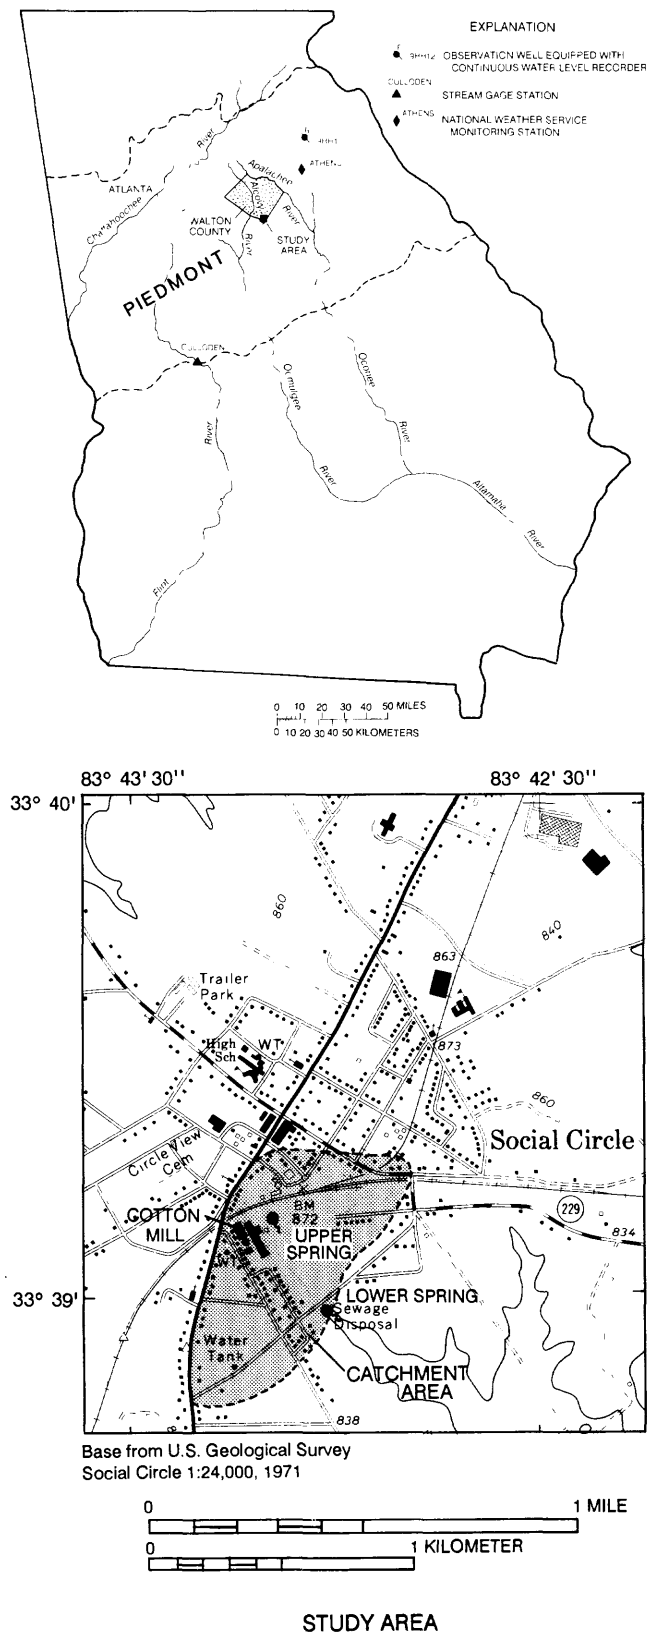 EXPLANATION
OBSERVATION WELL EQUIPPED WITH
CONTINUOUS WATER LEVEL RECORDER
CULLODEN
STREAM GAGE STATION
ATHENS
NATIONAL WEATHER SERVICE
MONITORING STATION
River
ATLANTA
Chattahoochee
Apalachee
Alcovy
River
WALTON
COUNTY
STUDY
AREA
River
PIEDMONT
Ocmulgee
Oconee
River
River
River
Altamaha
River
Flint
0 10 20 30 40 50 MILES
0 10 20 30 40 50 KILOMETERS
83° 43' 30"
83° 42' 30"
33° 40'
860
840
863
Trailer
Park
High
Sch
WT
873
860
Social Circle
Circle View
Cem
COTTON
MILL
BM
872
UPPER
SPRING
WT
229
834
33° 39'
LOWER SPRING
Sewage
Disposal
Water
Tank
CATCHMENT
AREA
838
Base from U.S. Geological Survey
Social Circle 1:24,000, 1971
0 1 MILE
0 1 KILOMETER
STUDY AREA